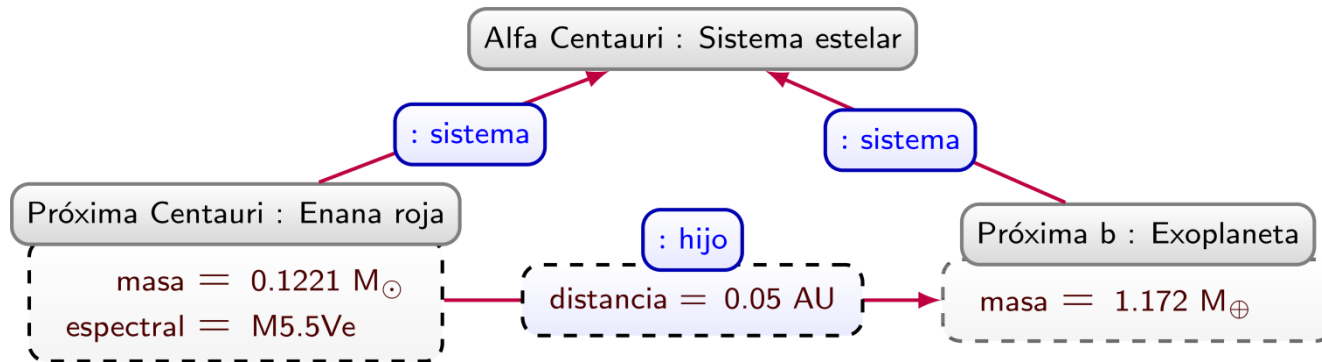 Alfa Centauri : Sistema estelar
: sistema
: sistema
Próxima Centauri : Enana roja
masa = 0.1221 M☉
espectral = M5.5Ve
: hijo
distancia = 0.05 AU
Próxima b : Exoplaneta
masa = 1.172 M⊕